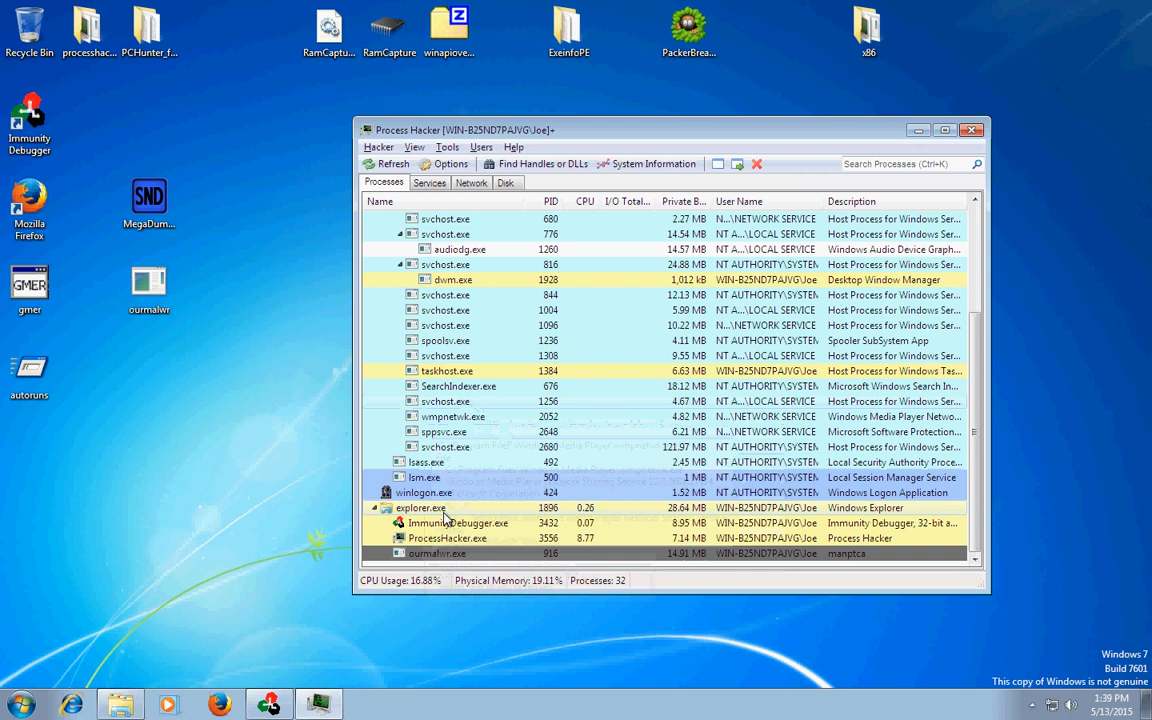 Recycle Bin
processhac...
PCHunter_f...
RamCaptu...
RamCapture
winapiove...
ExeinfoPE
PackerBrea...
x86
Immunity
Debugger
Mozilla
Firefox
SND
MegaDum...
GMER
gmer
ourmalwr
autoruns
Process Hacker [WIN-B25ND7PAJVG\Joe]+
Hacker View Tools Users Help
Refresh Options Find Handles or DLLs System Information Search Processes (Ctrl+K)
Processes Services Network Disk
Name PID CPU I/O Total... Private B... User Name Description
svchost.exe 680 2.27 MB N...\NETWORK SERVICE Host Process for Windows Ser...
svchost.exe 776 14.54 MB NT A...\LOCAL SERVICE Host Process for Windows Ser...
audiodg.exe 1260 14.57 MB NT A...\LOCAL SERVICE Windows Audio Device Graph...
svchost.exe 816 24.88 MB NT AUTHORITY\SYSTEM Host Process for Windows Ser...
dwm.exe 1928 1,012 kB WIN-B25ND7PAJVG\Joe Desktop Window Manager
svchost.exe 844 12.13 MB NT AUTHORITY\SYSTEM Host Process for Windows Ser...
svchost.exe 1004 5.99 MB NT A...\LOCAL SERVICE Host Process for Windows Ser...
svchost.exe 1096 10.22 MB N...\NETWORK SERVICE Host Process for Windows Ser...
spoolsv.exe 1236 4.11 MB NT AUTHORITY\SYSTEM Spooler SubSystem App
svchost.exe 1308 9.55 MB NT A...\LOCAL SERVICE Host Process for Windows Ser...
taskhost.exe 1384 6.63 MB WIN-B25ND7PAJVG\Joe Host Process for Windows Tas...
SearchIndexer.exe 676 18.12 MB NT AUTHORITY\SYSTEM Microsoft Windows Search In...
svchost.exe 1256 4.67 MB NT A...\LOCAL SERVICE Host Process for Windows Ser...
wmpnetwk.exe 2052 4.82 MB N...\NETWORK SERVICE Windows Media Player Netwo...
sppsvc.exe 2648 6.21 MB N...\NETWORK SERVICE Microsoft Software Protection...
svchost.exe 2680 121.97 MB NT AUTHORITY\SYSTEM Host Process for Windows Ser...
lsass.exe 492 2.45 MB NT AUTHORITY\SYSTEM Local Security Authority Proce...
lsm.exe 500 1 MB NT AUTHORITY\SYSTEM Local Session Manager Service
winlogon.exe 424 1.52 MB NT AUTHORITY\SYSTEM Windows Logon Application
explorer.exe 1896 0.26 28.64 MB WIN-B25ND7PAJVG\Joe Windows Explorer
ImmunityDebugger.exe 3432 0.07 8.95 MB WIN-B25ND7PAJVG\Joe Immunity Debugger, 32-bit a...
ProcessHacker.exe 3556 8.77 7.14 MB WIN-B25ND7PAJVG\Joe Process Hacker
ourmalwr.exe 916 14.91 MB WIN-B25ND7PAJVG\Joe manptca
CPU Usage: 16.88% Physical Memory: 19.11% Processes: 32
Windows 7
Build 7601
This copy of Windows is not genuine
1:39 PM
5/13/2015